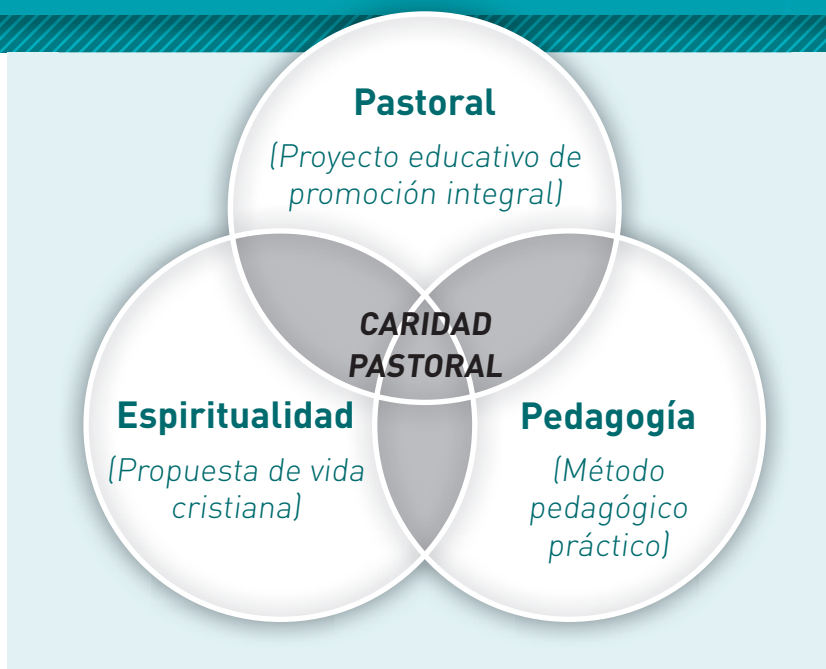 Pastoral
(Proyecto educativo de
promoción integral)
CARIDAD
PASTORAL
Espiritualidad
(Propuesta de vida
cristiana)
Pedagogía
(Método
pedagógico
práctico)